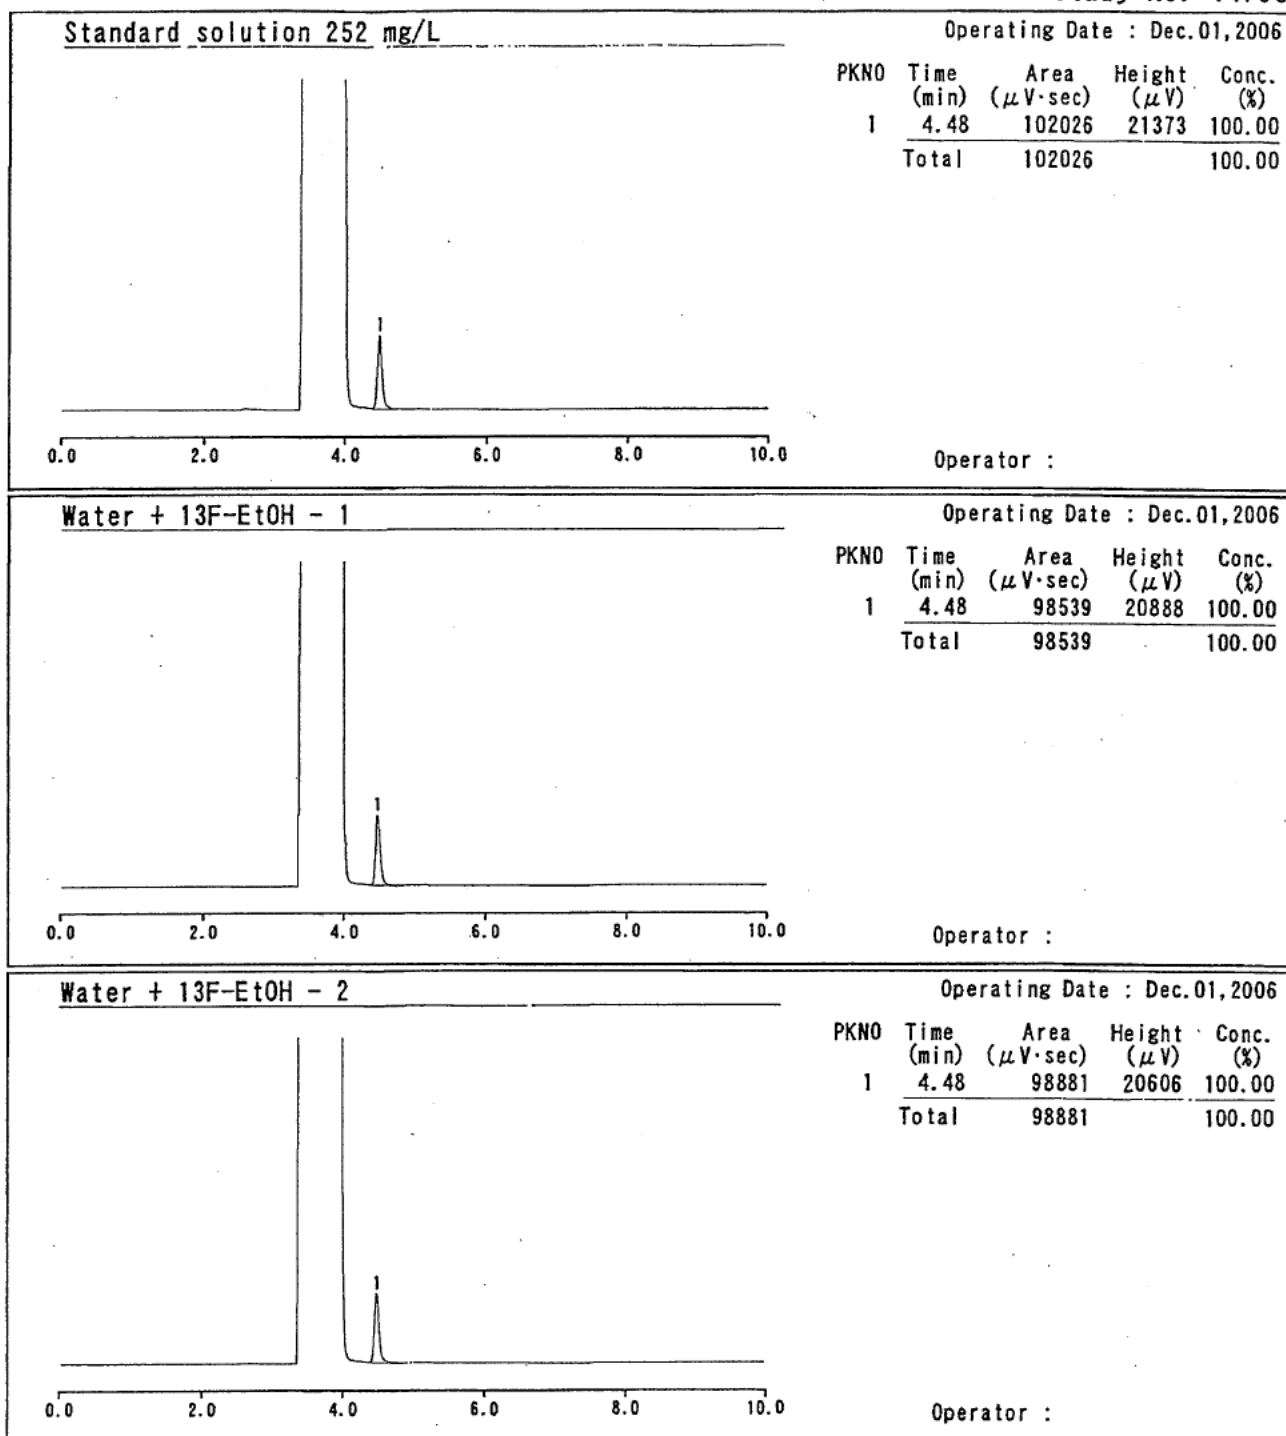 Standard solution 252 mg/L
Operating Date : Dec.01,2006
PKNO Time Area Height Conc.
(min) (μV·sec) (μV) (%)
1 4.48 102026 21373 100.00
Total 102026 100.00
1
0.0 2.0 4.0 6.0 8.0 10.0
Operator :
Water + 13F-EtOH - 1
Operating Date : Dec.01,2006
PKNO Time Area Height Conc.
(min) (μV·sec) (μV) (%)
1 4.48 98539 20888 100.00
Total 98539 100.00
1
0.0 2.0 4.0 6.0 8.0 10.0
Operator :
Water + 13F-EtOH - 2
Operating Date : Dec.01,2006
PKNO Time Area Height Conc.
(min) (μV·sec) (μV) (%)
1 4.48 98881 20606 100.00
Total 98881 100.00
1
0.0 2.0 4.0 6.0 8.0 10.0
Operator :